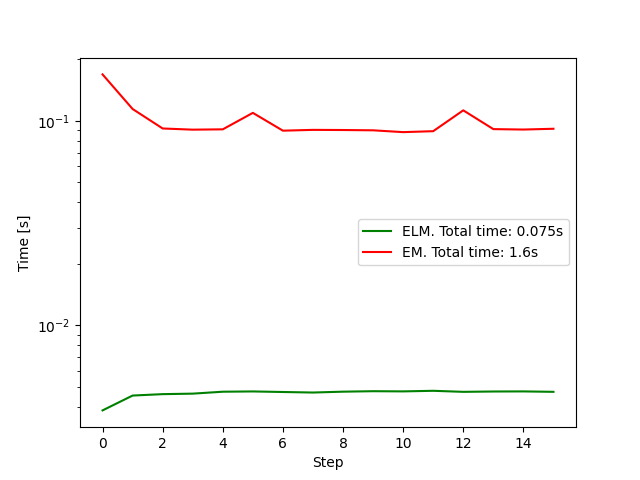 Time [s]
10⁻¹
10⁻²
ELM. Total time: 0.075s
EM. Total time: 1.6s
0 2 4 6 8 10 12 14
Step